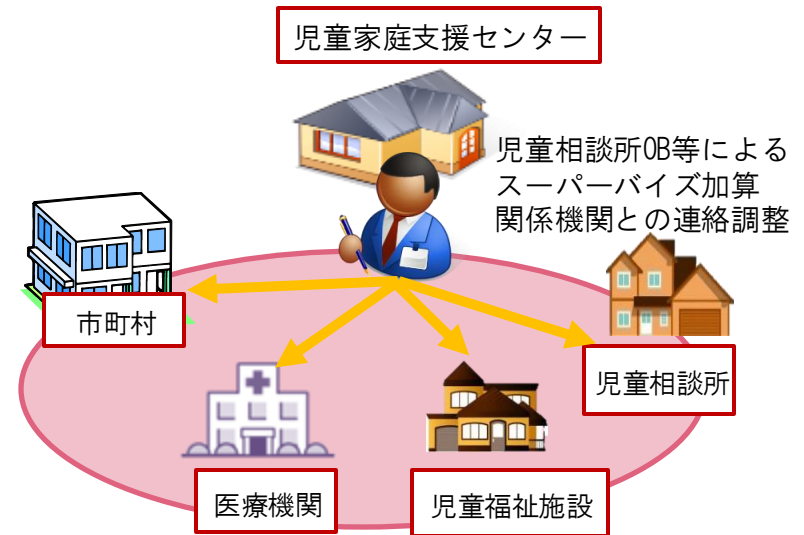 児童家庭支援センター
児童相談所OB等による
スーパーバイズ加算
関係機関との連絡調整
市町村
児童相談所
医療機関
児童福祉施設